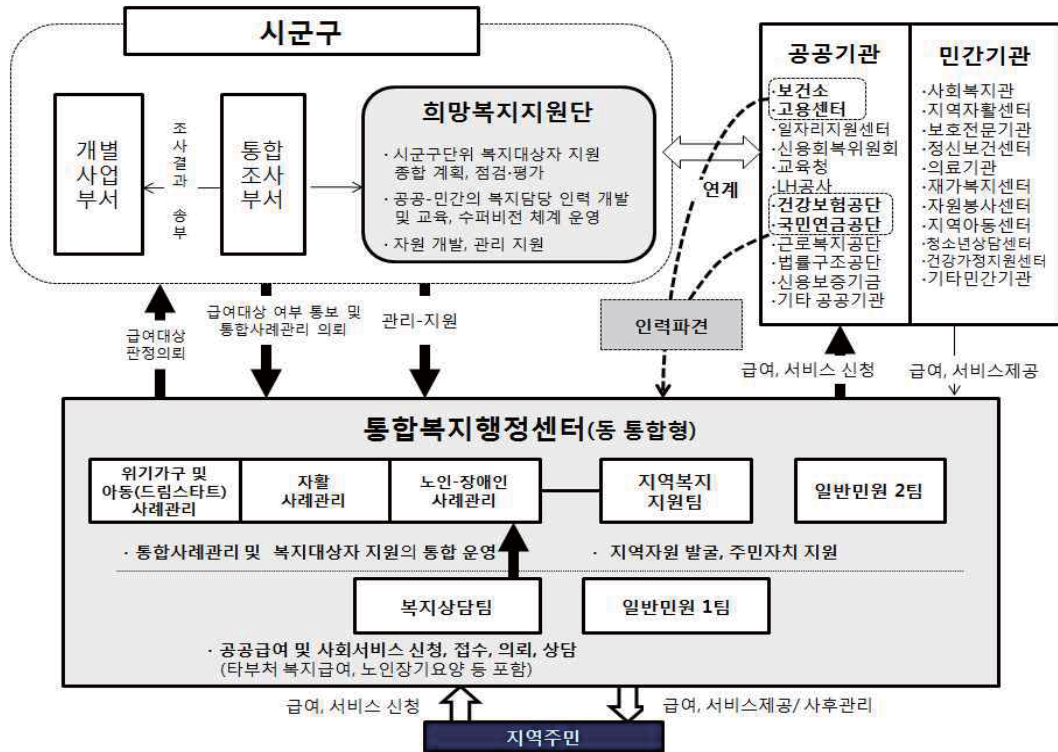 시군구
개별
사업
부서
조사결과 송부
통합
조사
부서
희망복지지원단
·시군구단위 복지대상자 지원
종합 계획, 점검·평가
·공공-민간의 복지담당 인력 개발
및 교육, 수퍼비전 체계 운영
·자원 개발, 관리 지원
연계
공공기관
·보건소
·고용센터
·일자리지원센터
·신용회복위원회
·교육청
·LH공사
·건강보험공단
·국민연금공단
·근로복지공단
·법률구조공단
·신용보증기금
·기타 공공기관
민간기관
·사회복지관
·지역자활센터
·보호전문기관
·정신보건센터
·의료기관
·재가복지센터
·자원봉사센터
·지역아동센터
·청소년상담센터
·건강가정지원센터
·기타민간기관
급여대상
판정의뢰
급여대상 여부 통보 및
통합사례관리 의뢰
관리-지원
인력파견
급여, 서비스 신청
급여, 서비스제공
통합복지행정센터(동 통합형)
위기가구 및
아동(드림스타트)
사례관리
자활
사례관리
노인-장애인
사례관리
지역복지
지원팀
일반민원 2팀
· 통합사례관리 및 복지대상자 지원의 통합 운영
· 지역자원 발굴, 주민자치 지원
복지상담팀
일반민원 1팀
· 공공급여 및 사회서비스 신청, 접수, 의뢰, 상담
(타부처 복지급여, 노인장기요양 등 포함)
급여, 서비스 신청
급여, 서비스제공/ 사후관리
지역주민